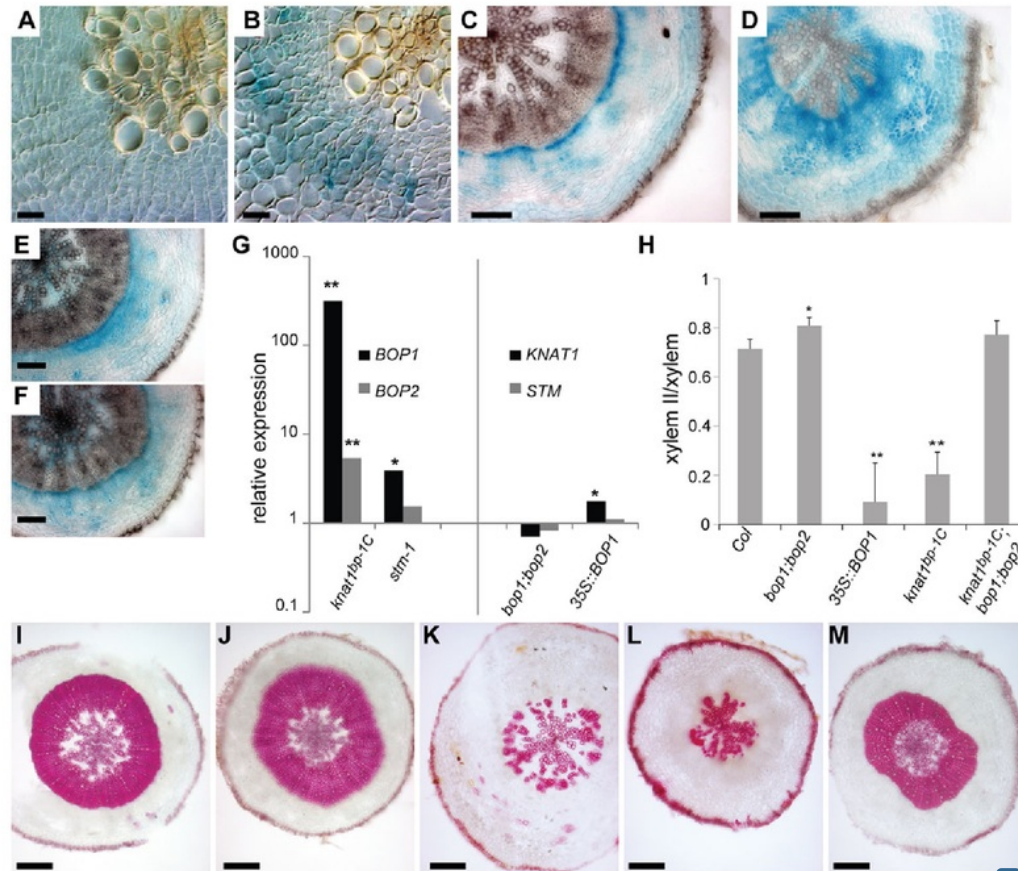 A
B
C
D
E
F
G
relative expression
1000
100
10
1
0.1
**
**
*
*
BOP1
BOP2
KNAT1
STM
knat1bp-1C
stm-1
bop1;bop2
35S::BOP1
H
xylem II/xylem
1
0.8
0.6
0.4
0.2
0
*
**
**
Col
bop1;bop2
35S::BOP1
knat1bp-1C
knat1bp-1C;
bop1;bop2
I
J
K
L
M